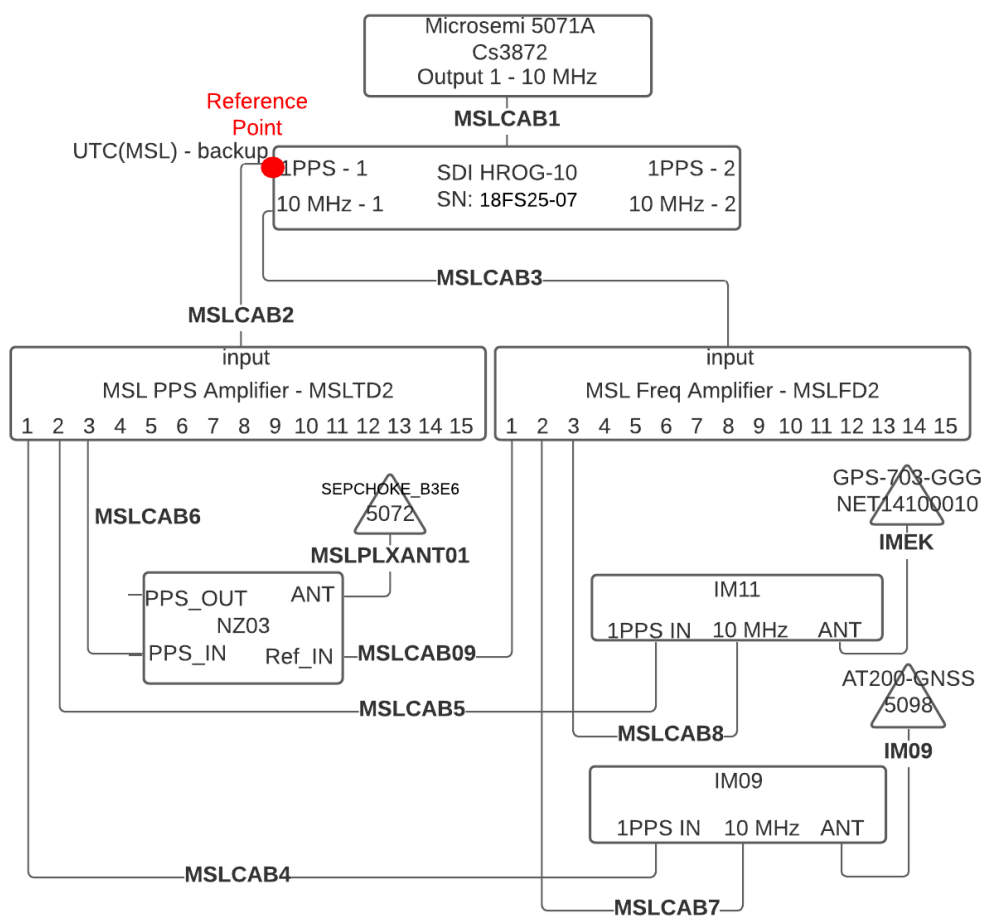 Microsemi 5071A
Cs3872
Output 1 - 10 MHz
MSLCAB1
Reference
Point
UTC(MSL) - backup
1PPS - 1
SDI HROG-10
1PPS - 2
10 MHz - 1
SN: 18FS25-07
10 MHz - 2
MSLCAB3
MSLCAB2
input
MSL PPS Amplifier - MSLTD2
1 2 3 4 5 6 7 8 9 10 11 12 13 14 15
input
MSL Freq Amplifier - MSLFD2
1 2 3 4 5 6 7 8 9 10 11 12 13 14 15
SEPCHOKE_B3E6
5072
MSLCAB6
MSLPLXANT01
GPS-703-GGG
NET14100010
IMEK
PPS_OUT
ANT
NZ03
PPS_IN
Ref_IN
MSLCAB09
IM11
1PPS IN 10 MHz ANT
MSLCAB5
MSLCAB8
AT200-GNSS
5098
IM09
IM09
1PPS IN 10 MHz ANT
MSLCAB4
MSLCAB7